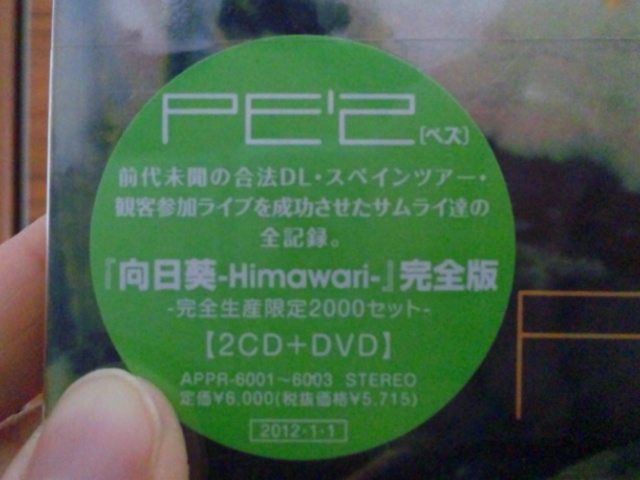 PE'Z [ペズ]
前代未聞の合法DL・スペインツアー・
観客参加ライブを成功させたサムライ達の
全記録。
『向日葵-Himawari-』完全版
-完全生産限定2000セット-
【2CD+DVD】
APPR-6001～6003 STEREO
定価¥6,000(税抜価格¥5,715)
2012・1・1